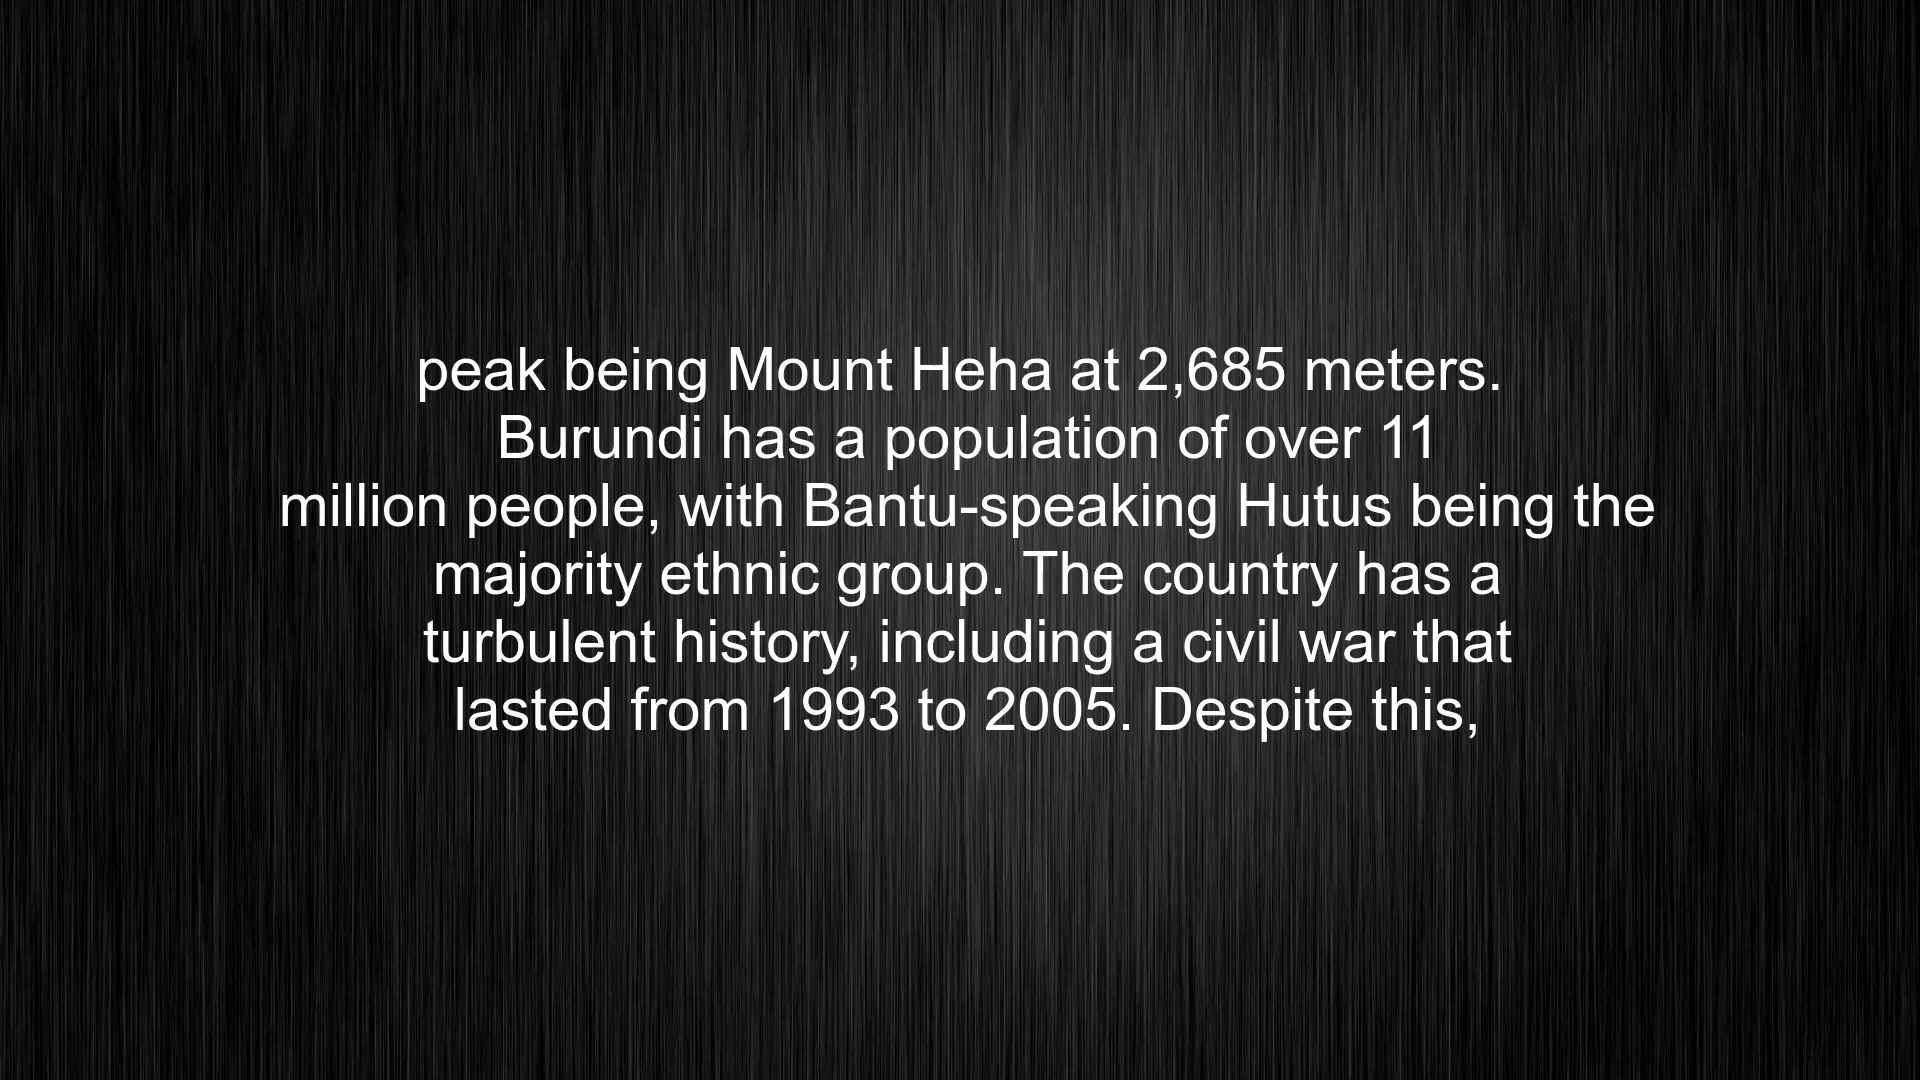 peak being Mount Heha at 2,685 meters.
Burundi has a population of over 11
million people, with Bantu-speaking Hutus being the
majority ethnic group. The country has a
turbulent history, including a civil war that
lasted from 1993 to 2005. Despite this,